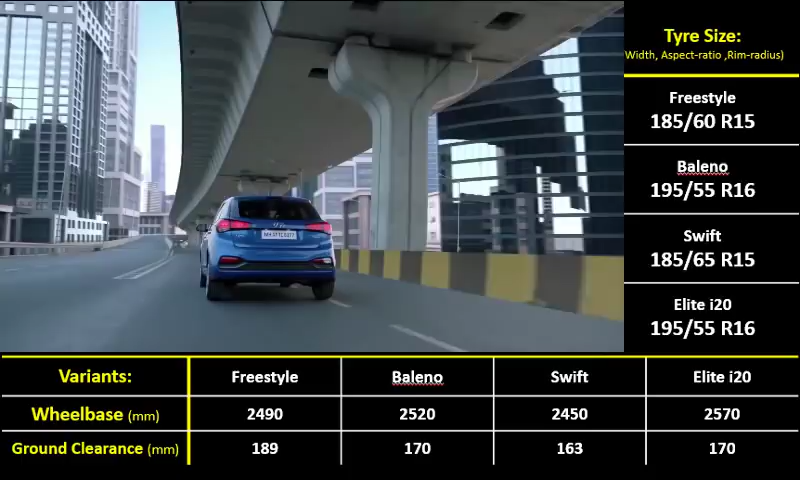 Tyre Size:
Width, Aspect-ratio ,Rim-radius)
Freestyle
185/60 R15
Baleno
195/55 R16
Swift
185/65 R15
Elite i20
195/55 R16
Variants: Freestyle Baleno Swift Elite i20
Wheelbase (mm) 2490 2520 2450 2570
Ground Clearance (mm) 189 170 163 170